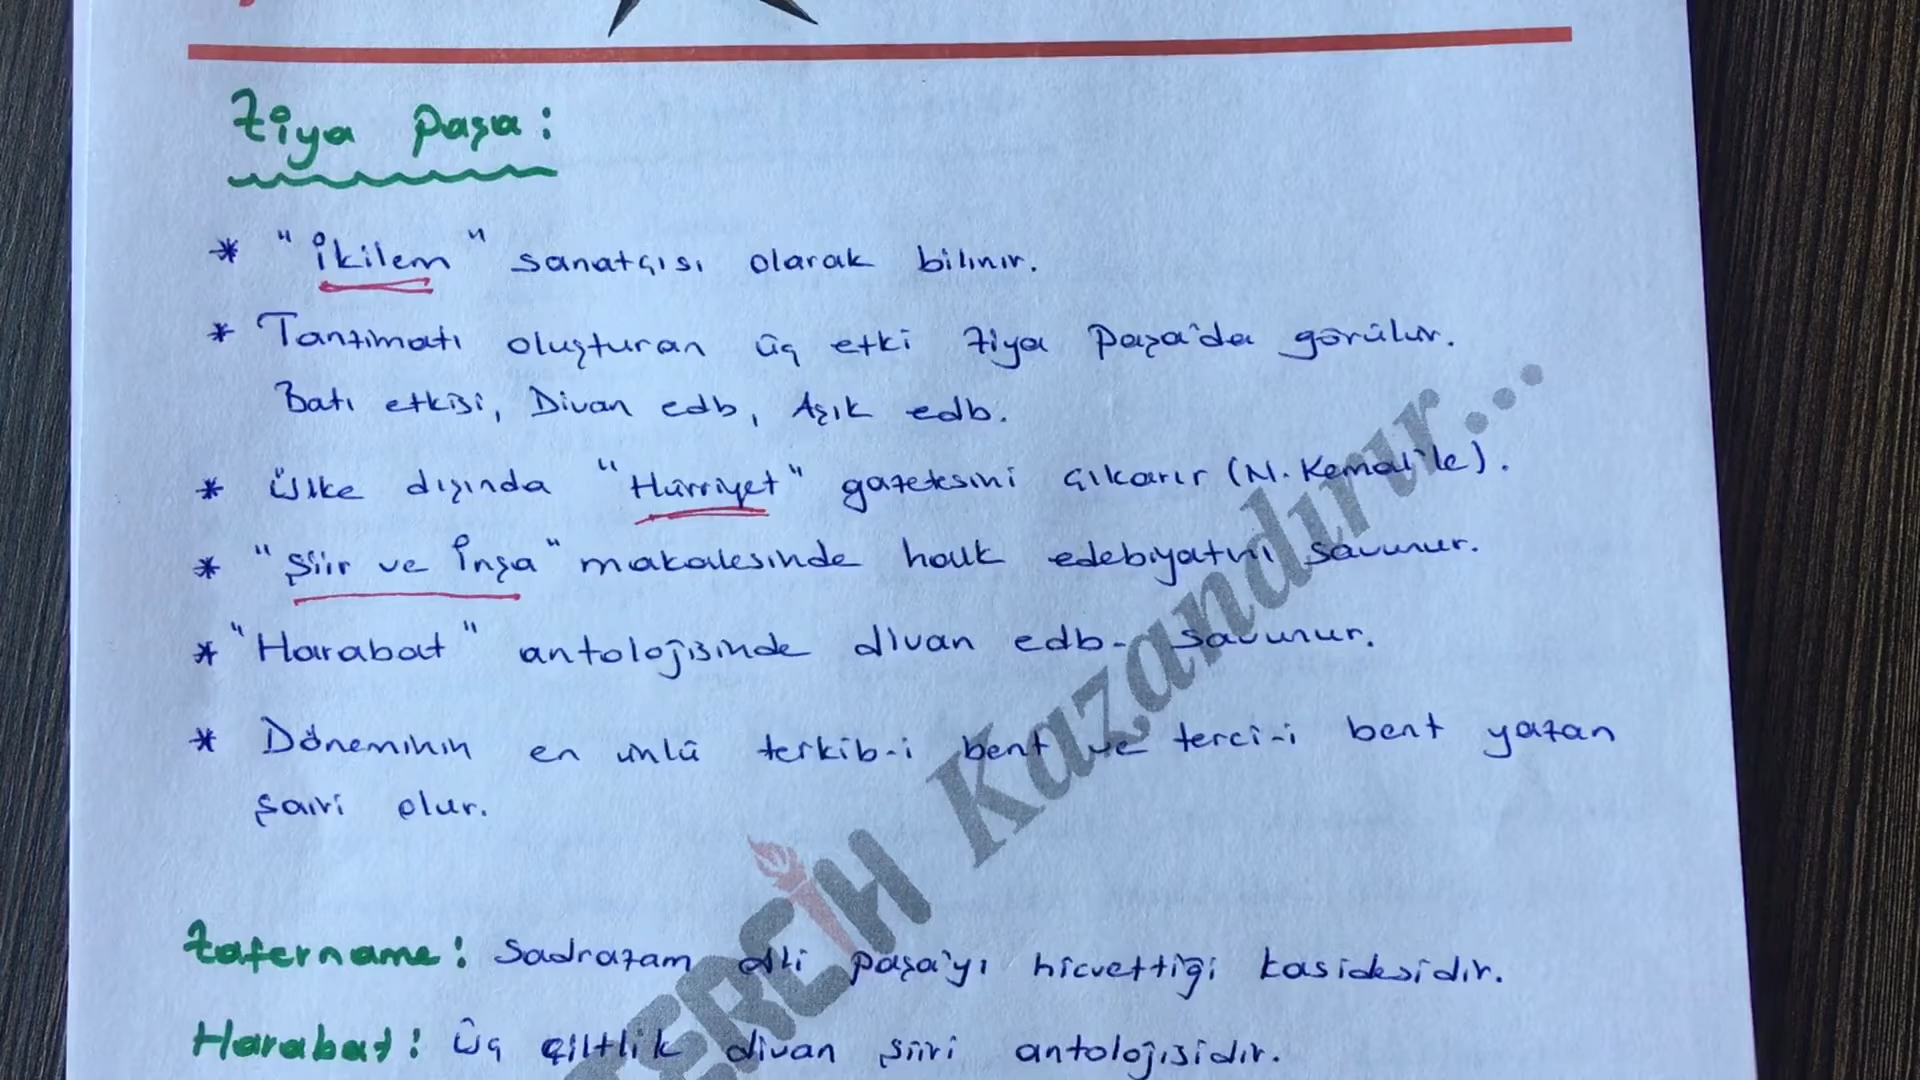 Ziya Paşa:
* "İkilem" sanatçısı olarak bilinir.
* Tanzimatı oluşturan üç etki Ziya Paşa'da görülür.
Batı etkisi, Divan edb, Aşık edb.
* Ülke dışında "Hürriyet" gazetesini çıkarır (N. Kemal'le).
* "Şiir ve İnşa" makalesinde halk edebiyatını savunur.
* "Harabat" antolojisinde divan edb- savunur.
* Döneminin en ünlü terkib-i bent ve terci-i bent yazan
şairi olur.
Zafername: Sadrazam Ali Paşa'yı hicvettiği kasidesidir.
Harabat: Üç çiltlik divan şiiri antolojisidir.
TERCİH Kazandırır...